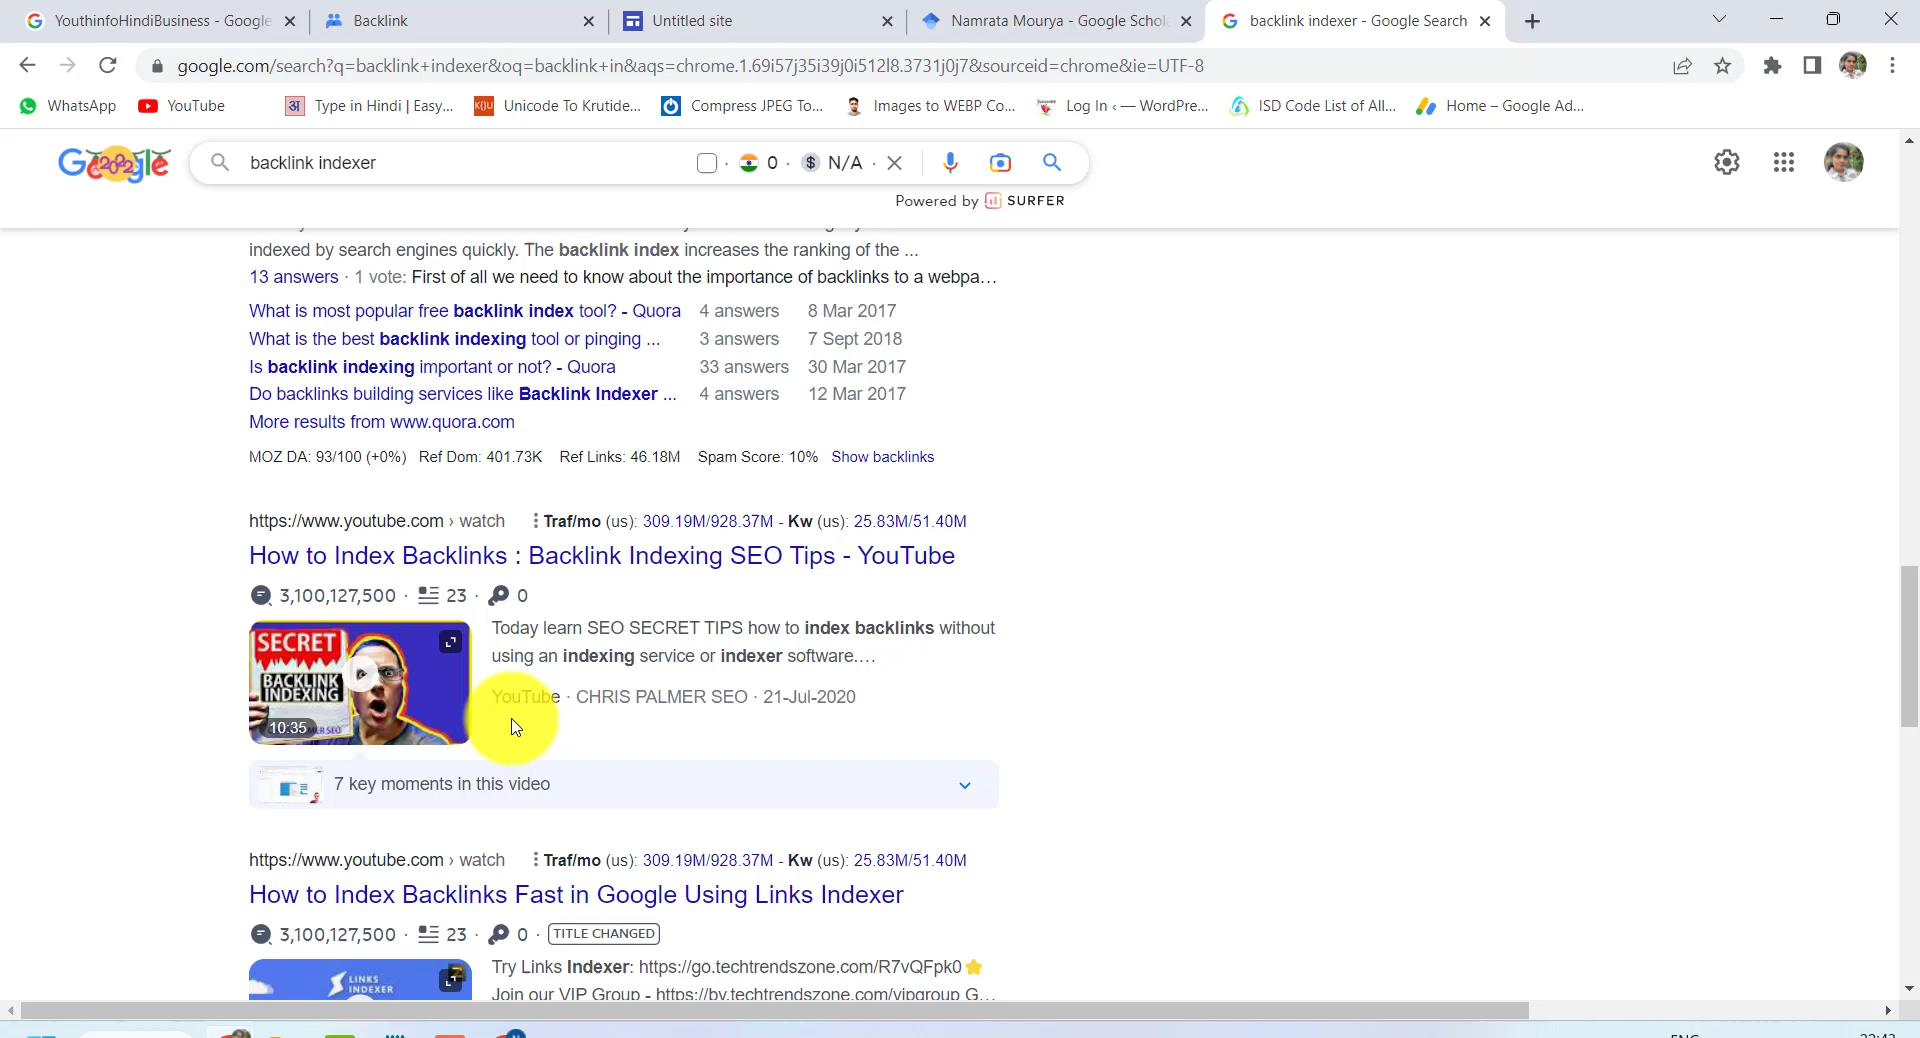 YouthinfoHindiBusiness - Google
Backlink
Untitled site
Namrata Mourya - Google Schol
backlink indexer - Google Search
google.com/search?q=backlink+indexer&oq=backlink+in&aqs=chrome.1.69i57j35i39j0i512l8.3731j0j7&sourceid=chrome&ie=UTF-8
WhatsApp
YouTube
अ Type in Hindi | Easy...
K|)U Unicode To Krutide...
Compress JPEG To...
Images to WEBP Co...
Log In ‹ — WordPre...
ISD Code List of All...
Home – Google Ad...
Google 2022
backlink indexer
· 0 · $ N/A ·
Powered by SURFER
indexed by search engines quickly. The backlink index increases the ranking of the ...
13 answers · 1 vote: First of all we need to know about the importance of backlinks to a webpa...
What is most popular free backlink index tool? - Quora 4 answers 8 Mar 2017
What is the best backlink indexing tool or pinging ... 3 answers 7 Sept 2018
Is backlink indexing important or not? - Quora 33 answers 30 Mar 2017
Do backlinks building services like Backlink Indexer ... 4 answers 12 Mar 2017
More results from www.quora.com
MOZ DA: 93/100 (+0%) Ref Dom: 401.73K Ref Links: 46.18M Spam Score: 10% Show backlinks
https://www.youtube.com › watch Traf/mo (us): 309.19M/928.37M - Kw (us): 25.83M/51.40M
How to Index Backlinks : Backlink Indexing SEO Tips - YouTube
3,100,127,500 · 23 · 0
SECRET
BACKLINK
INDEXING
10:35
Today learn SEO SECRET TIPS how to index backlinks without
using an indexing service or indexer software....
YouTube · CHRIS PALMER SEO · 21-Jul-2020
7 key moments in this video
https://www.youtube.com › watch Traf/mo (us): 309.19M/928.37M - Kw (us): 25.83M/51.40M
How to Index Backlinks Fast in Google Using Links Indexer
3,100,127,500 · 23 · 0 · TITLE CHANGED
LINKS
INDEXER
Try Links Indexer: https://go.techtrendszone.com/R7vQFpk0
Join our VIP Group - https://by.techtrendszone.com/vipgroup G...